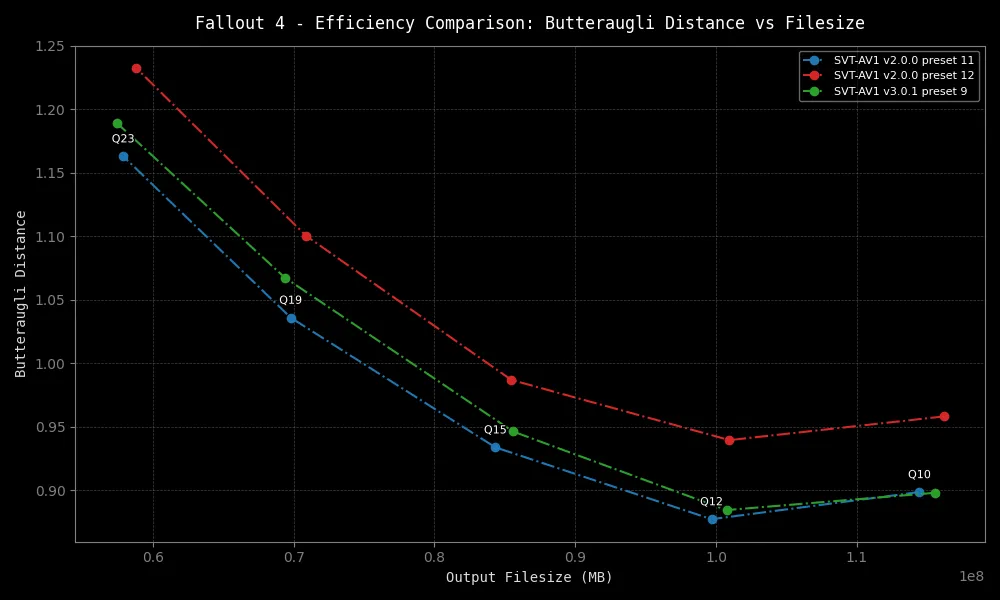 Fallout 4 - Efficiency Comparison: Butteraugli Distance vs Filesize
SVT-AV1 v2.0.0 preset 11
SVT-AV1 v2.0.0 preset 12
SVT-AV1 v3.0.1 preset 9
Butteraugli Distance
1.25
1.20
1.15
1.10
1.05
1.00
0.95
0.90
Q23
Q19
Q15
Q12
Q10
0.6 0.7 0.8 0.9 1.0 1.1
1e8
Output Filesize (MB)